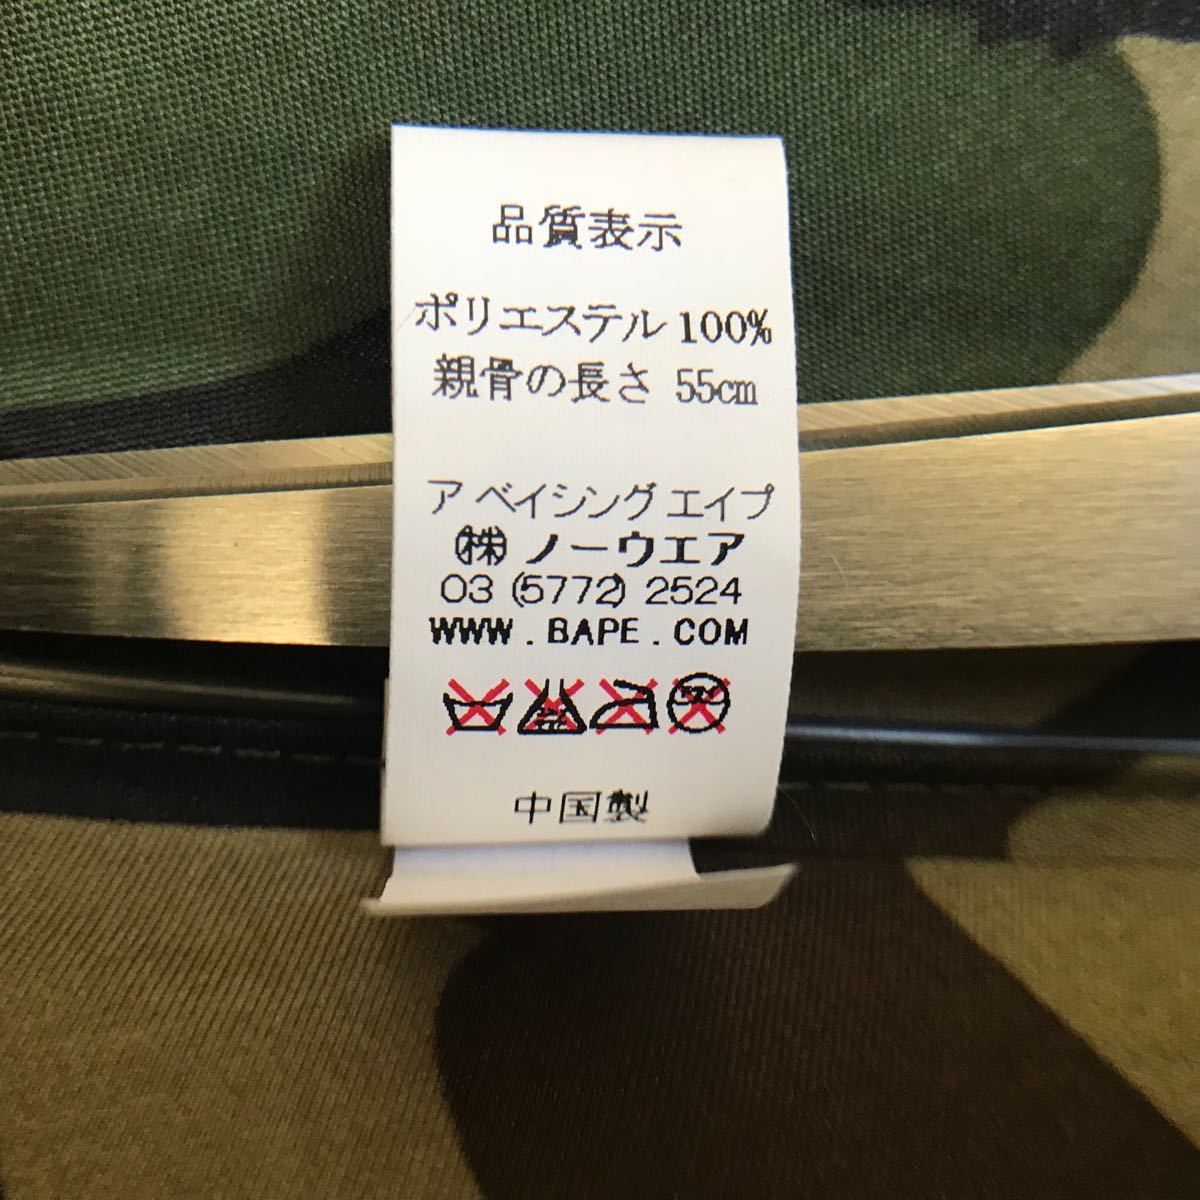 品質表示
ポリエステル 100%
親骨の長さ 55cm
ア ベイシング エイプ
㈱ ノーウエア
03 (5772) 2524
WWW.BAPE.COM
中国製